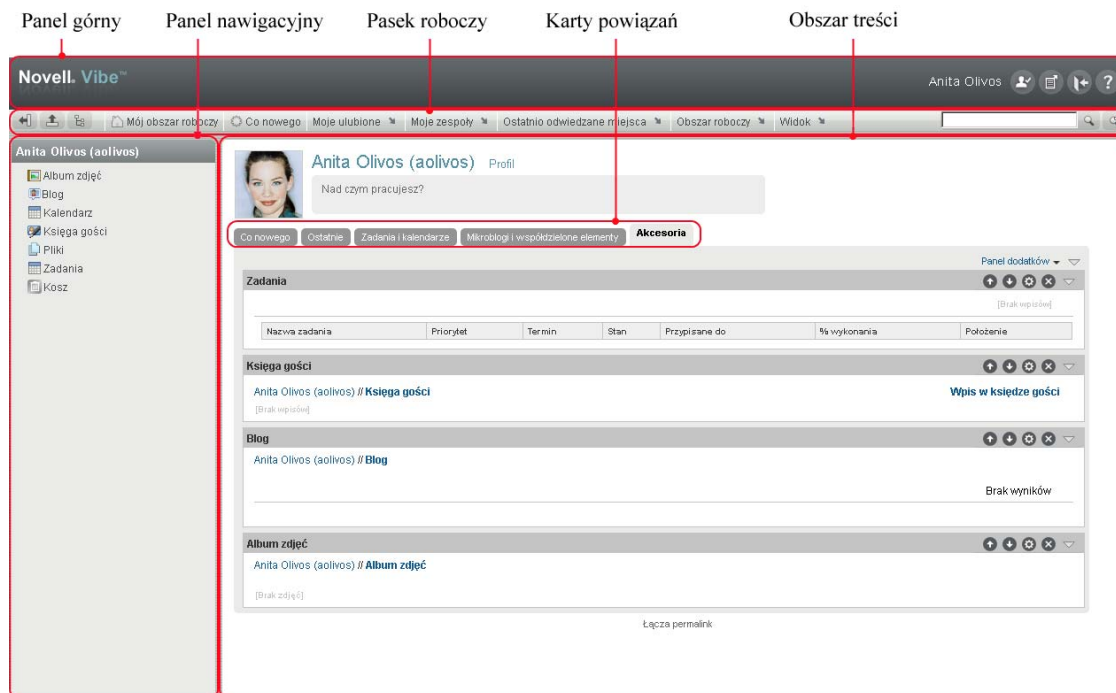 Panel górny Panel nawigacyjny Pasek roboczy Karty powiązań Obszar treści
Novell. Vibe™
Anita Olivos
?
Mój obszar roboczy Co nowego Moje ulubione Moje zespoły Ostatnio odwiedzane miejsca Obszar roboczy Widok
Anita Olivos (aolivos)
Album zdjęć
Blog
Kalendarz
Księga gości
Pliki
Zadania
Kosz
Anita Olivos (aolivos) Profil
Nad czym pracujesz?
Co nowego Ostatnie Zadania i kalendarze Mikroblogi i współdzielone elementy Akcesoria
Panel dodatków
Zadania
[Brak wpisów]
Nazwa zadania Priorytet Termin Stan Przypisane do % wykonania Położenie
Księga gości
Anita Olivos (aolivos) // Księga gości Wpis w księdze gości
[Brak wpisów]
Blog
Anita Olivos (aolivos) // Blog
Brak wyników
Album zdjęć
Anita Olivos (aolivos) // Album zdjęć
[Brak zdjęć]
Łącza permalink